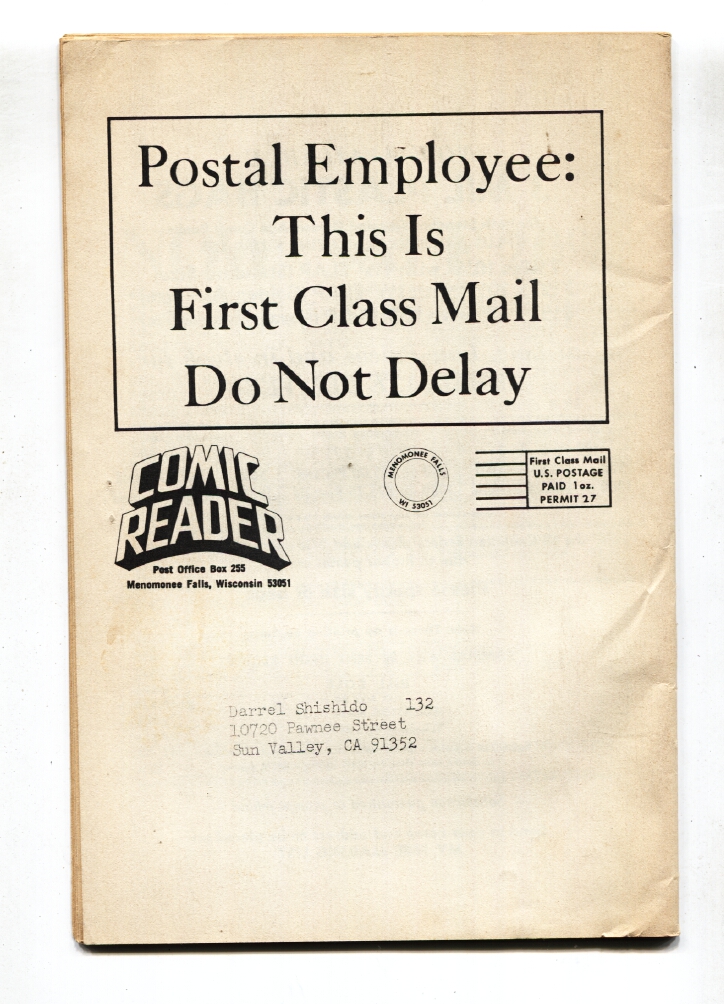 Postal Employee:
This Is
First Class Mail
Do Not Delay
COMIC
READER
Post Office Box 255
Menomonee Falls, Wisconsin 53051
MENOMONEE FALLS
WI 53051
First Class Mail
U.S. POSTAGE
PAID 1oz.
PERMIT 27
Darrel Shishido 132
10720 Pawnee Street
Sun Valley, CA 91352